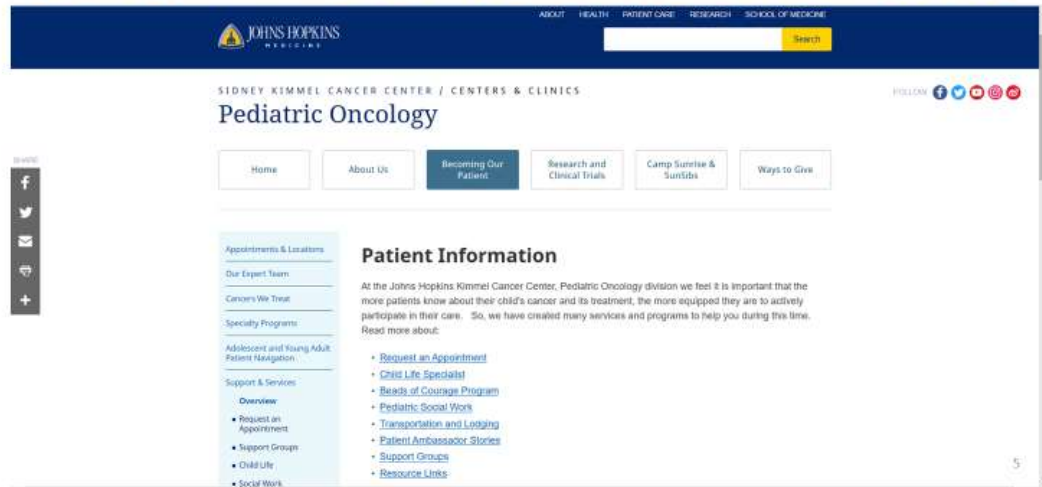 ABOUT HEALTH PATIENT CARE RESEARCH SCHOOL OF MEDICINE
JOHNS HOPKINS
MEDICINE
Search
SIDNEY KIMMEL CANCER CENTER / CENTERS & CLINICS
FOLLOW
Pediatric Oncology
Home
About Us
Becoming Our
Patient
Research and
Clinical Trials
Camp Sunrise &
SunSibs
Ways to Give
SHARE
Appointments & Locations
Our Expert Team
Cancers We Treat
Specialty Programs
Adolescent and Young Adult
Patient Navigation
Support & Services
Overview
• Request an
Appointment
• Support Groups
• Child Life
• Social Work
Patient Information
At the Johns Hopkins Kimmel Cancer Center, Pediatric Oncology division we feel it is important that the
more patients know about their child's cancer and its treatment, the more equipped they are to actively
participate in their care. So, we have created many services and programs to help you during this time.
Read more about:
• Request an Appointment
• Child Life Specialist
• Beads of Courage Program
• Pediatric Social Work
• Transportation and Lodging
• Patient Ambassador Stories
• Support Groups
• Resource Links
5